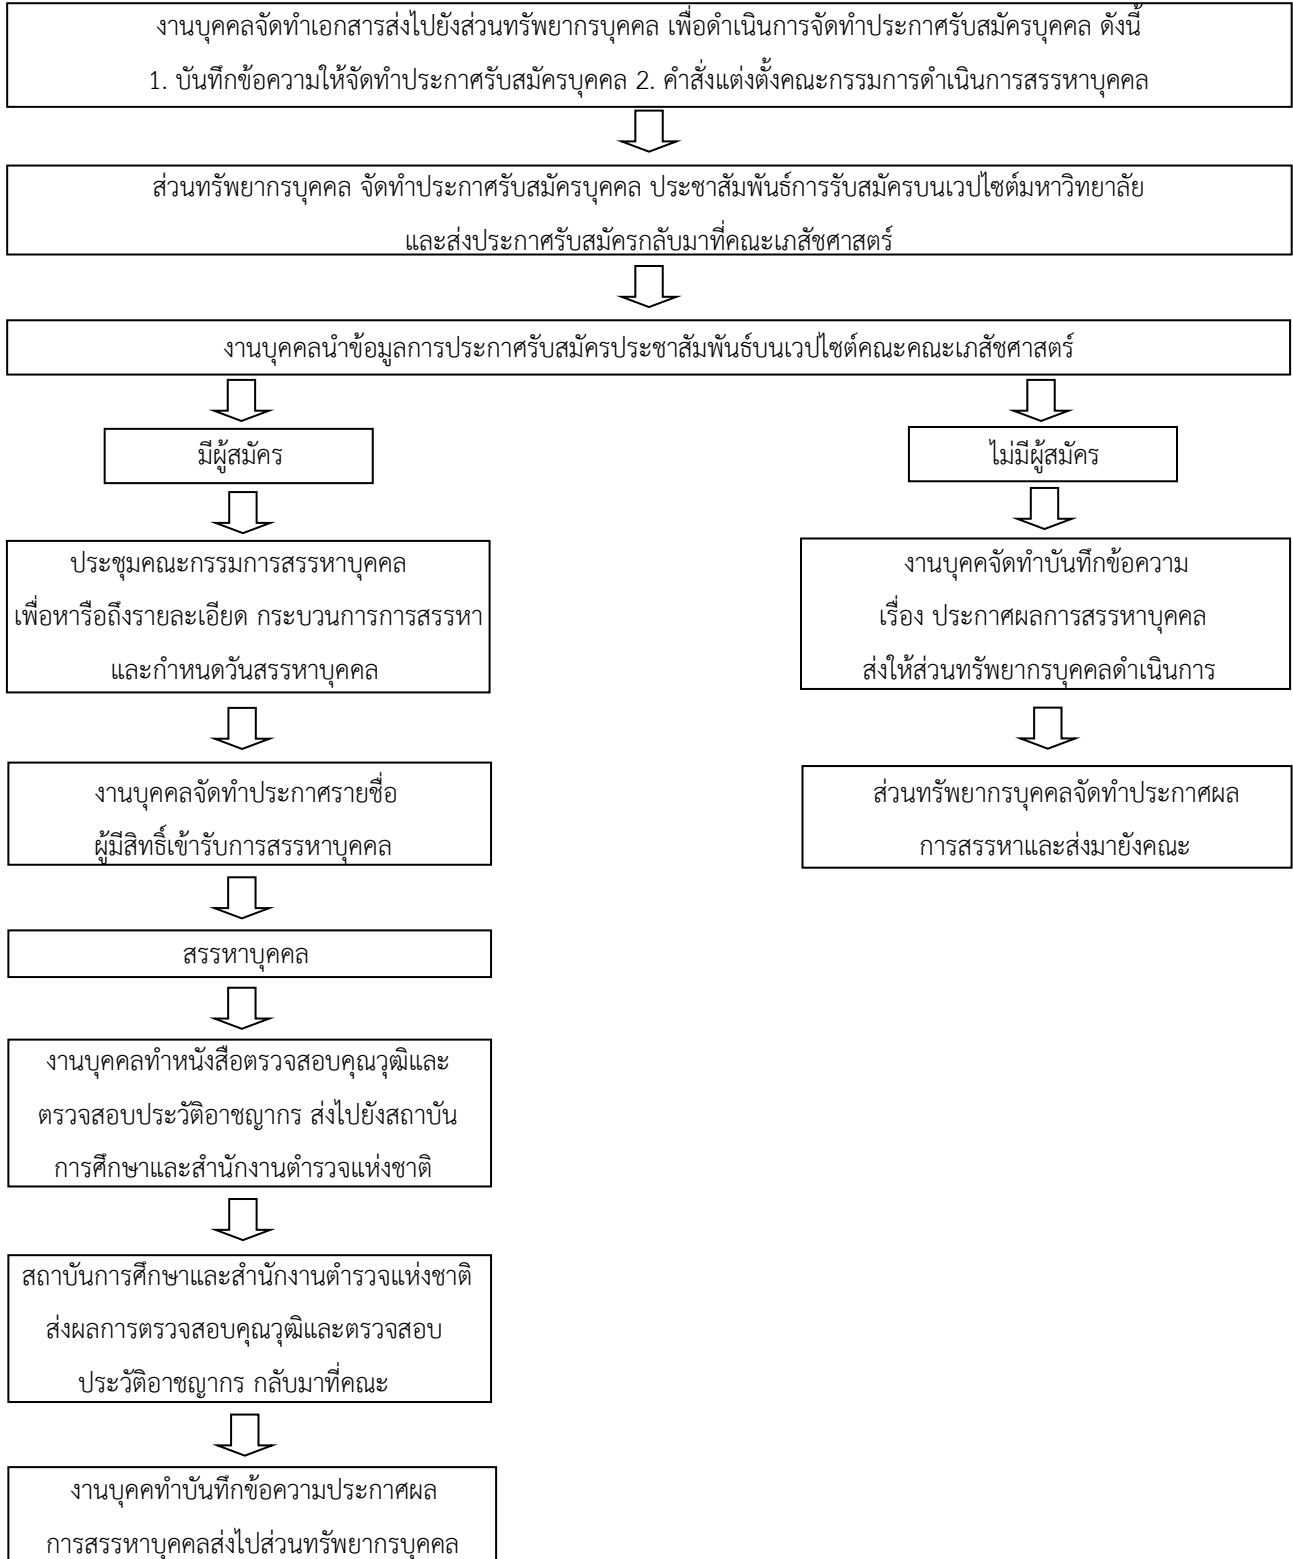 งานบุคคลจัดทำเอกสารส่งไปยังส่วนทรัพยากรบุคคล เพื่อดำเนินการจัดทำประกาศรับสมัครบุคคล ดังนี้
1. บันทึกข้อความให้จัดทำประกาศรับสมัครบุคคล 2. คำสั่งแต่งตั้งคณะกรรมการดำเนินการสรรหาบุคคล
ส่วนทรัพยากรบุคคล จัดทำประกาศรับสมัครบุคคล ประชาสัมพันธ์การรับสมัครบนเวปไซต์มหาวิทยาลัย
และส่งประกาศรับสมัครกลับมาที่คณะเภสัชศาสตร์
งานบุคคลนำข้อมูลการประกาศรับสมัครประชาสัมพันธ์บนเวปไซต์คณะคณะเภสัชศาสตร์
มีผู้สมัคร
ประชุมคณะกรรมการสรรหาบุคคล
เพื่อหารือถึงรายละเอียด กระบวนการการสรรหา
และกำหนดวันสรรหาบุคคล
งานบุคคลจัดทำประกาศรายชื่อ
ผู้มีสิทธิ์เข้ารับการสรรหาบุคคล
สรรหาบุคคล
งานบุคคลทำหนังสือตรวจสอบคุณวุฒิและ
ตรวจสอบประวัติอาชญากร ส่งไปยังสถาบัน
การศึกษาและสำนักงานตำรวจแห่งชาติ
สถาบันการศึกษาและสำนักงานตำรวจแห่งชาติ
ส่งผลการตรวจสอบคุณวุฒิและตรวจสอบ
ประวัติอาชญากร กลับมาที่คณะ
งานบุคคทำบันทึกข้อความประกาศผล
การสรรหาบุคคลส่งไปส่วนทรัพยากรบุคคล
ไม่มีผู้สมัคร
งานบุคคจัดทำบันทึกข้อความ
เรื่อง ประกาศผลการสรรหาบุคคล
ส่งให้ส่วนทรัพยากรบุคคลดำเนินการ
ส่วนทรัพยากรบุคคลจัดทำประกาศผล
การสรรหาและส่งมายังคณะ